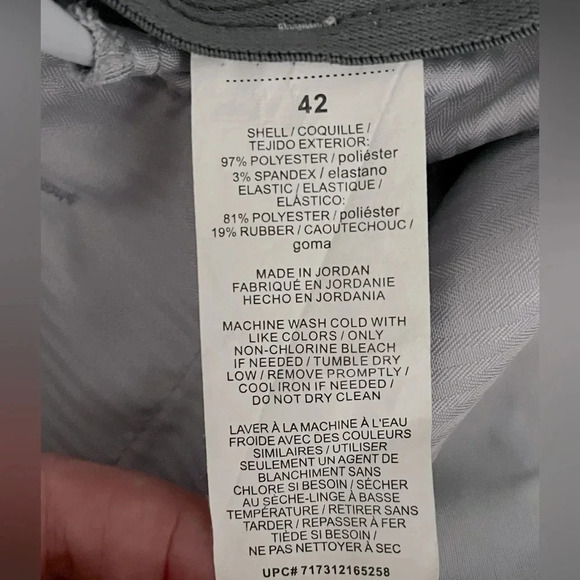 42
SHELL / COQUILLE /
TEJIDO EXTERIOR:
97% POLYESTER / poliéster
3% SPANDEX / elastano
ELASTIC / ELASTIQUE /
ELÁSTICO:
81% POLYESTER / poliéster
19% RUBBER / CAOUTECHOUC /
goma
MADE IN JORDAN
FABRIQUÉ EN JORDANIE
HECHO EN JORDANIA
MACHINE WASH COLD WITH
LIKE COLORS / ONLY
NON-CHLORINE BLEACH
IF NEEDED / TUMBLE DRY
LOW / REMOVE PROMPTLY /
COOL IRON IF NEEDED /
DO NOT DRY CLEAN
LAVER À LA MACHINE À L'EAU
FROIDE AVEC DES COULEURS
SIMILAIRES / UTILISER
SEULEMENT UN AGENT DE
BLANCHIMENT SANS
CHLORE SI BESOIN / SÉCHER
AU SÈCHE-LINGE À BASSE
TEMPÉRATURE / RETIRER SANS
TARDER / REPASSER À FER
TIÈDE SI BESOIN /
NE PAS NETTOYER À SEC
UPC# 717312165258